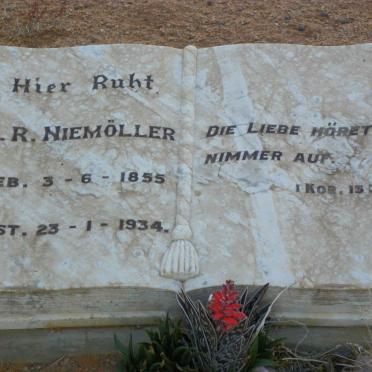 Hier Ruht
. R. Niemöller
EB. 3 - 6 - 1855
ST. 23 - 1 - 1934.
Die Liebe höret
nimmer auf.
1 Kor. 13